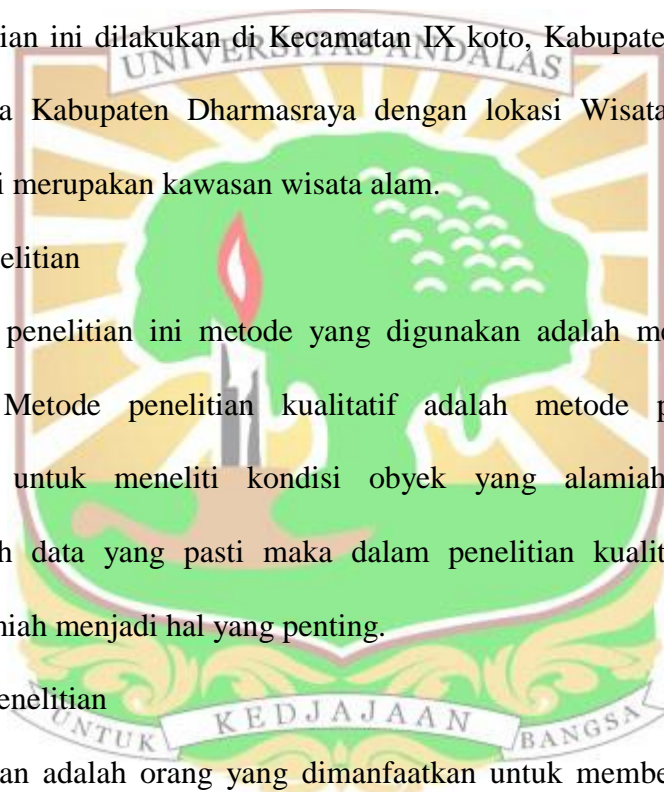 ian ini dilakukan di Kecamatan IX koto, Kabupate
UNIVERSITAS ANDALAS
a Kabupaten Dharmasraya dengan lokasi Wisata
i merupakan kawasan wisata alam.
elitian
penelitian ini metode yang digunakan adalah me
Metode penelitian kualitatif adalah metode p
untuk meneliti kondisi obyek yang alamiah
h data yang pasti maka dalam penelitian kualit
miah menjadi hal yang penting.
enelitian
UNTUK KEDJAJAAN BANGSA
an adalah orang yang dimanfaatkan untuk membe